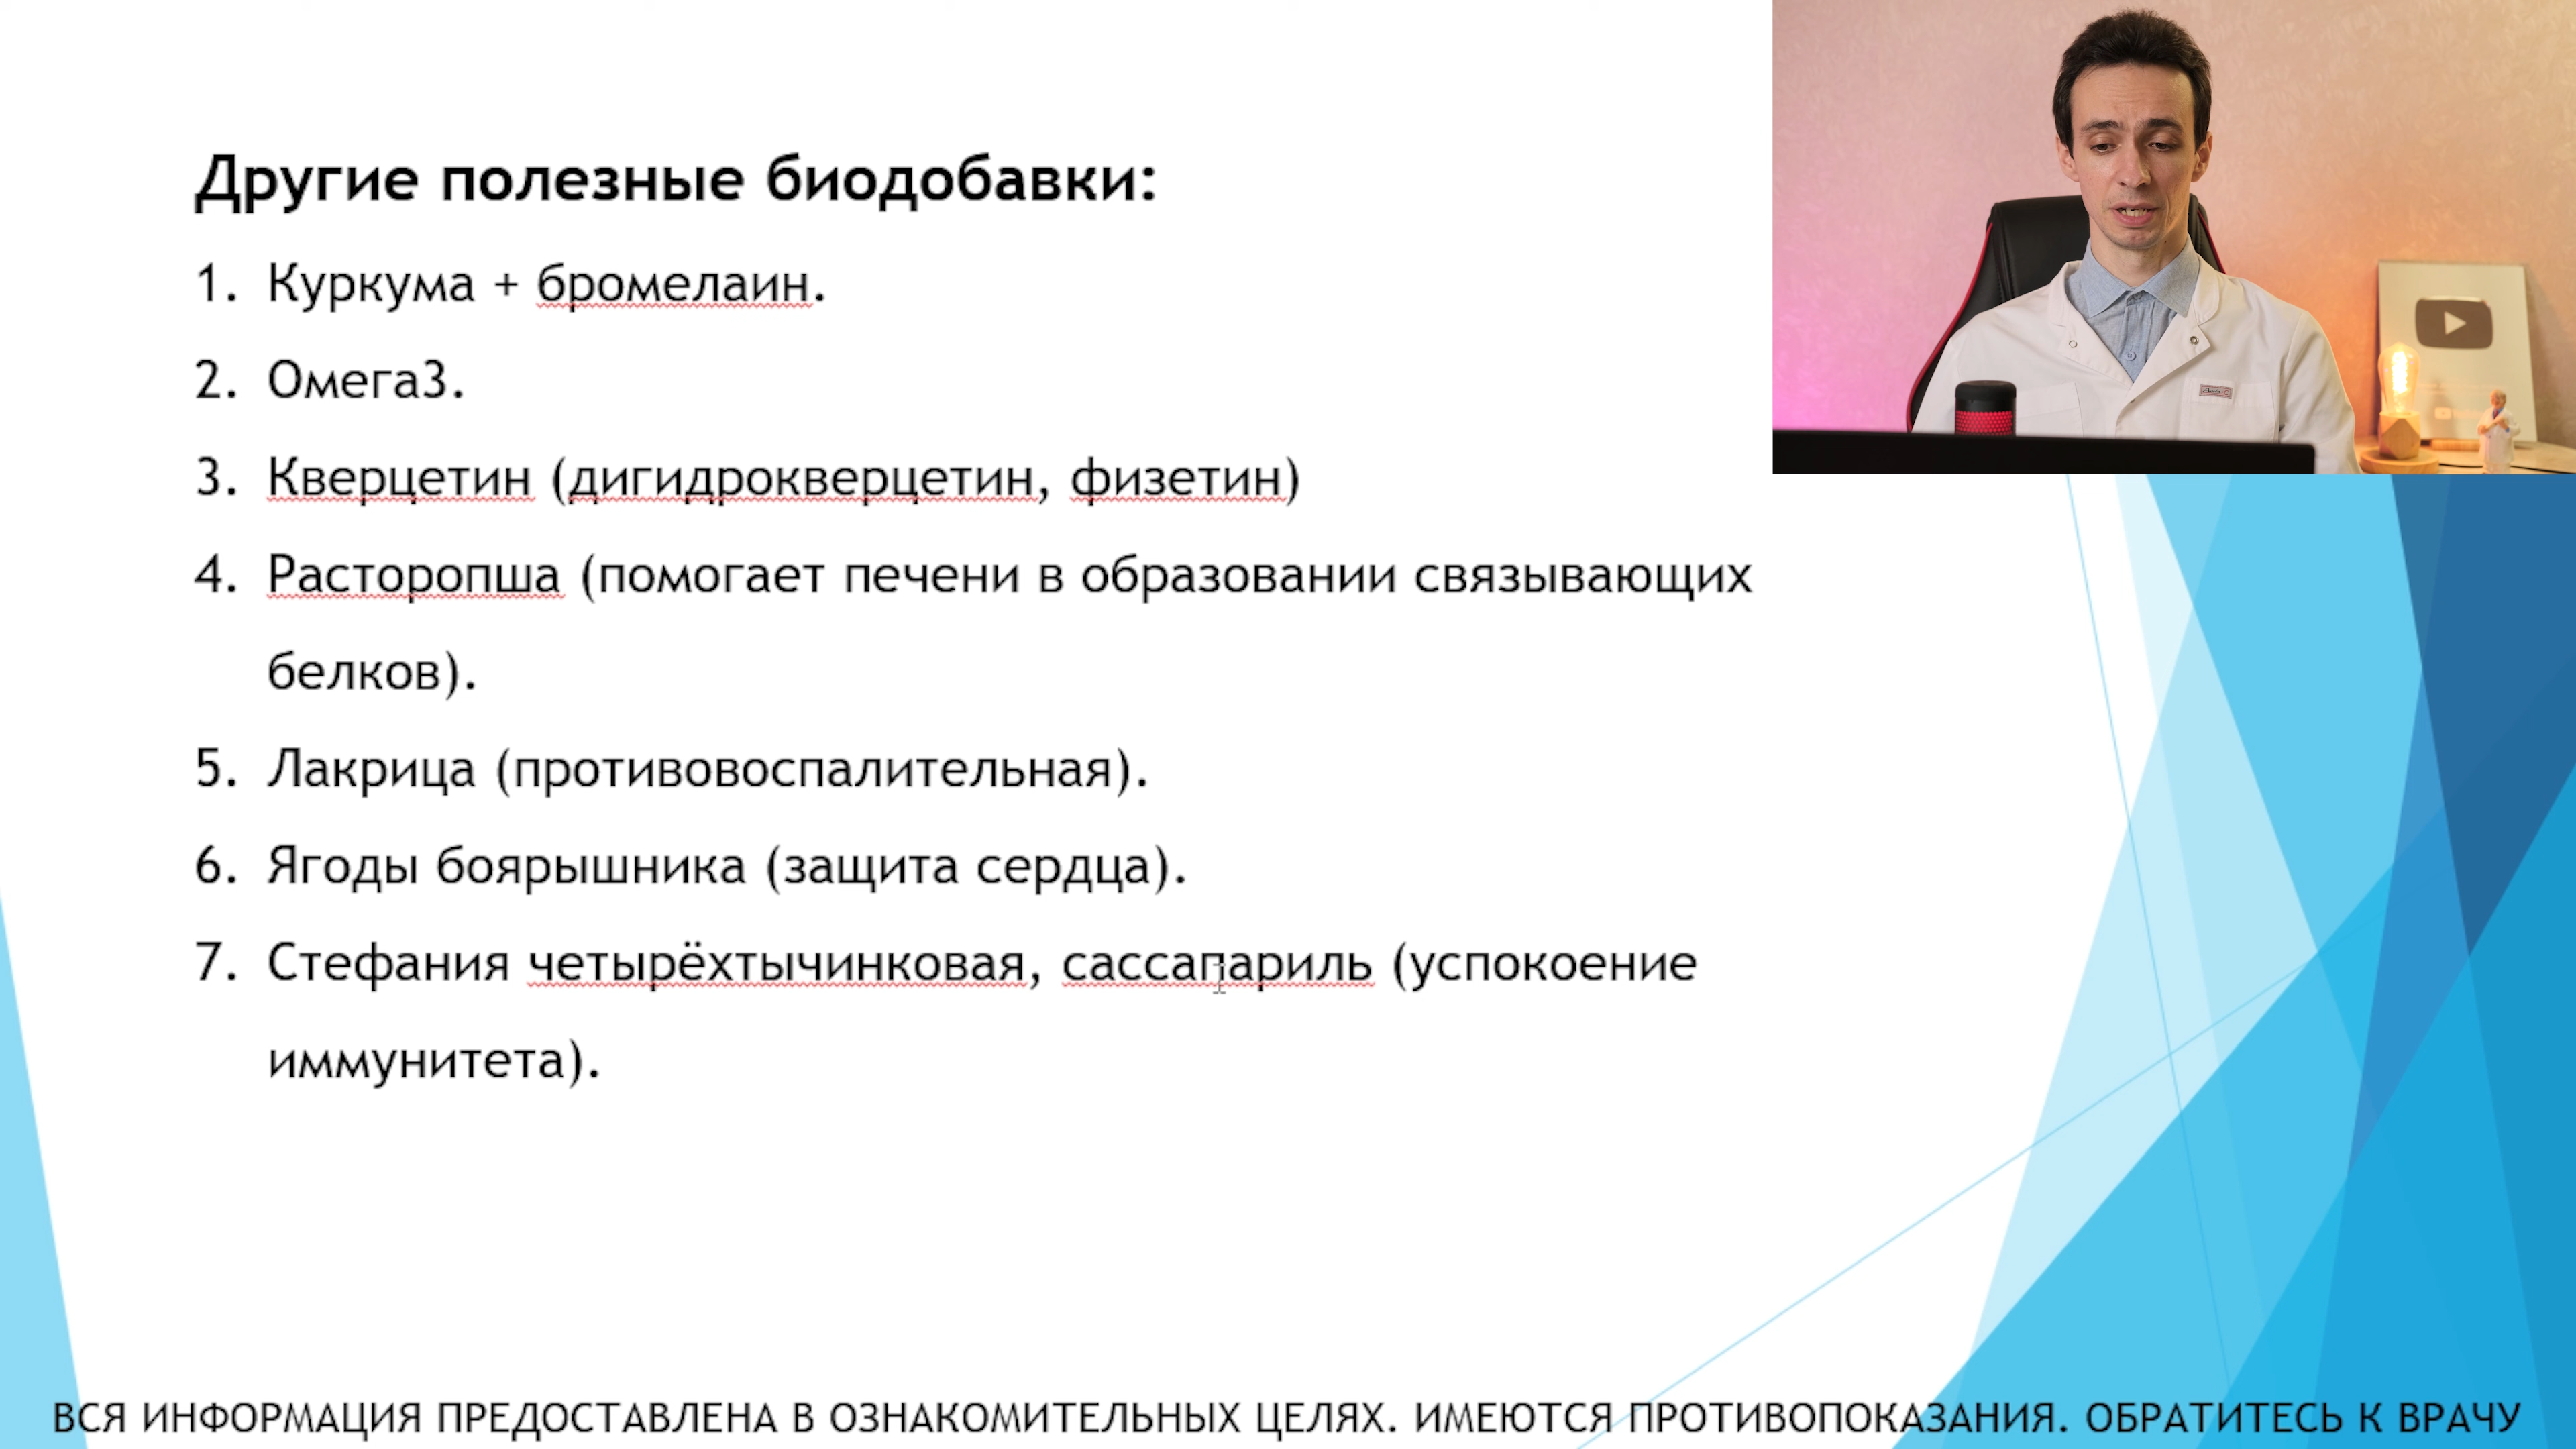 Другие полезные биодобавки:
1. Куркума + бромелаин.
2. Омега3.
3. Кверцетин (дигидрокверцетин, физетин)
4. Расторопша (помогает печени в образовании связывающих
белков).
5. Лакрица (противовоспалительная).
6. Ягоды боярышника (защита сердца).
7. Стефания четырёхтычинковая, сассапариль (успокоение
иммунитета).
ВСЯ ИНФОРМАЦИЯ ПРЕДОСТАВЛЕНА В ОЗНАКОМИТЕЛЬНЫХ ЦЕЛЯХ. ИМЕЮТСЯ ПРОТИВОПОКАЗАНИЯ. ОБРАТИТЕСЬ К ВРАЧУ